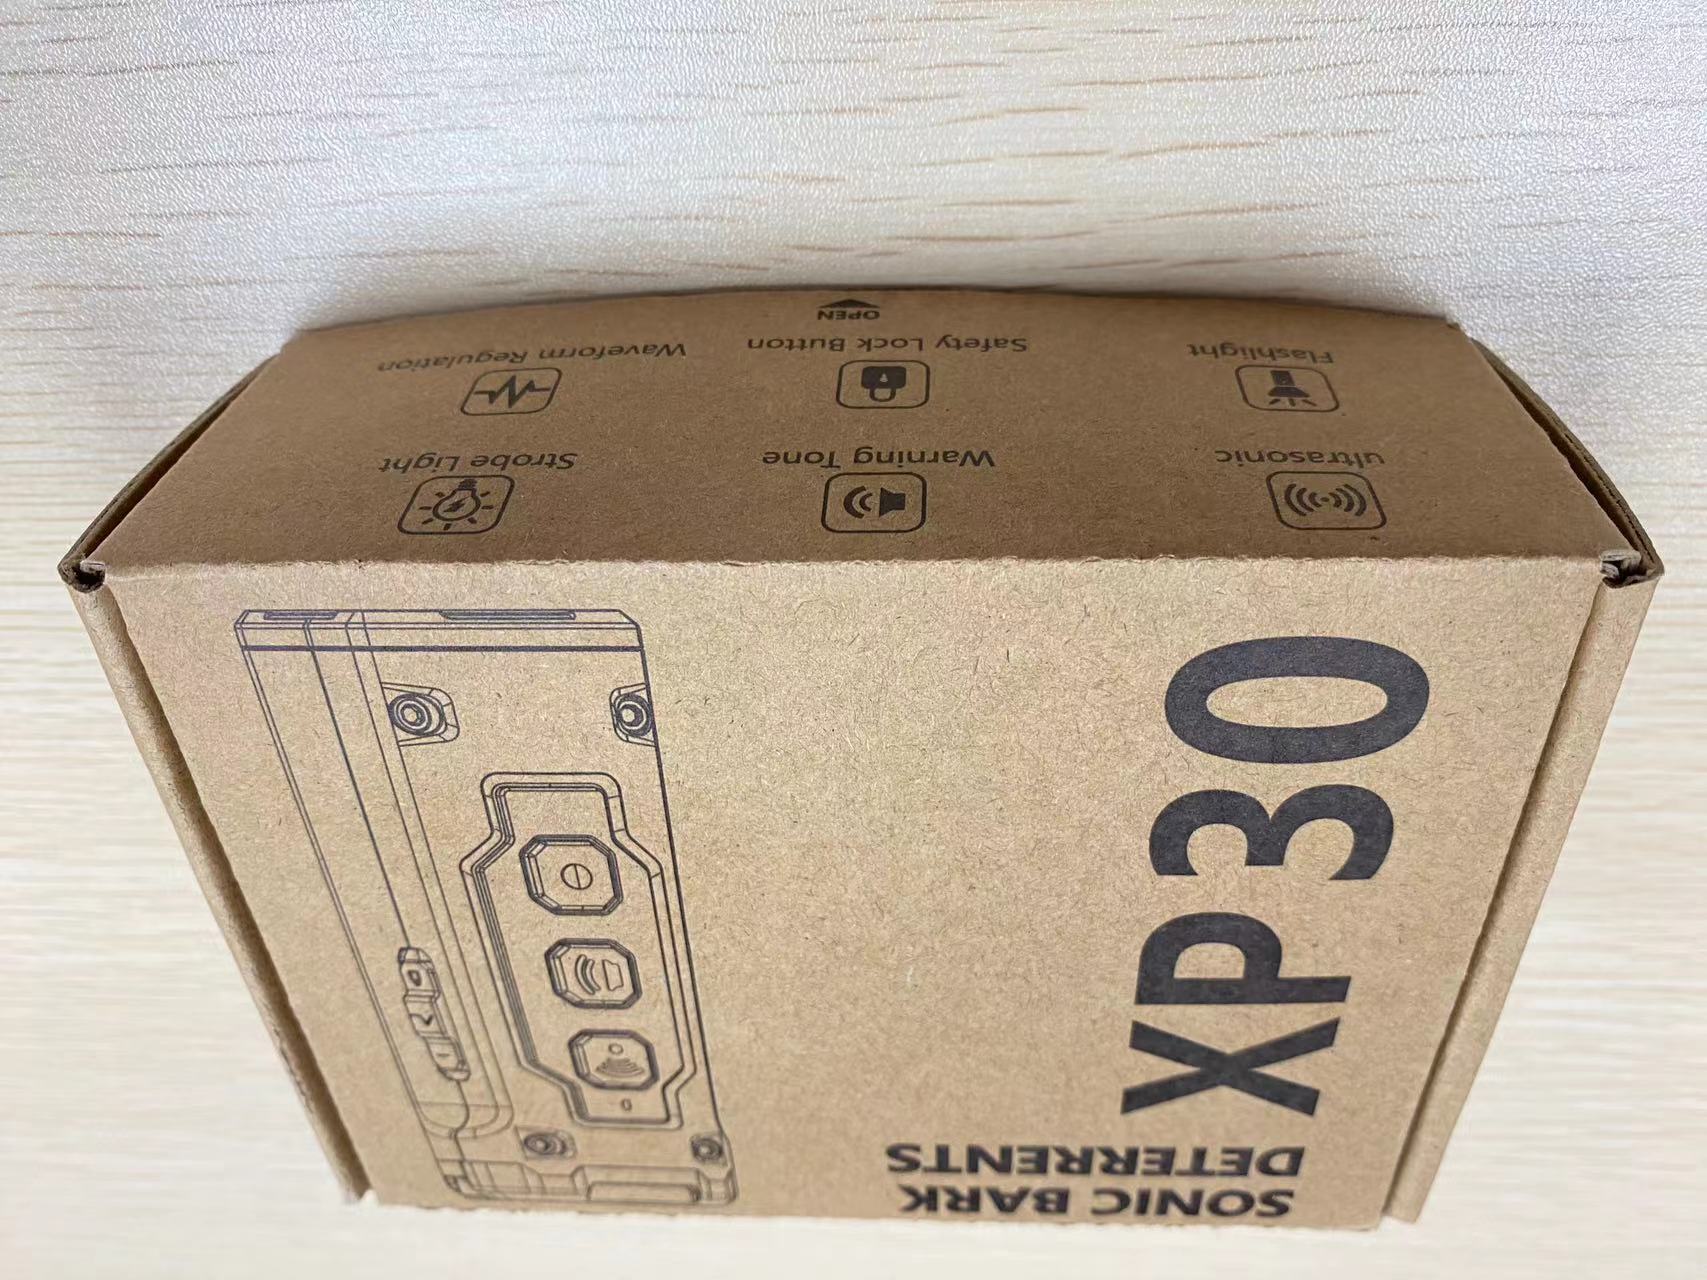 SONIC BARK
DETERRENTS
XP30
ultrasonic
Warning Tone
Strobe Light
Flashlight
Safety Lock Button
Waveform Regulation
OPEN